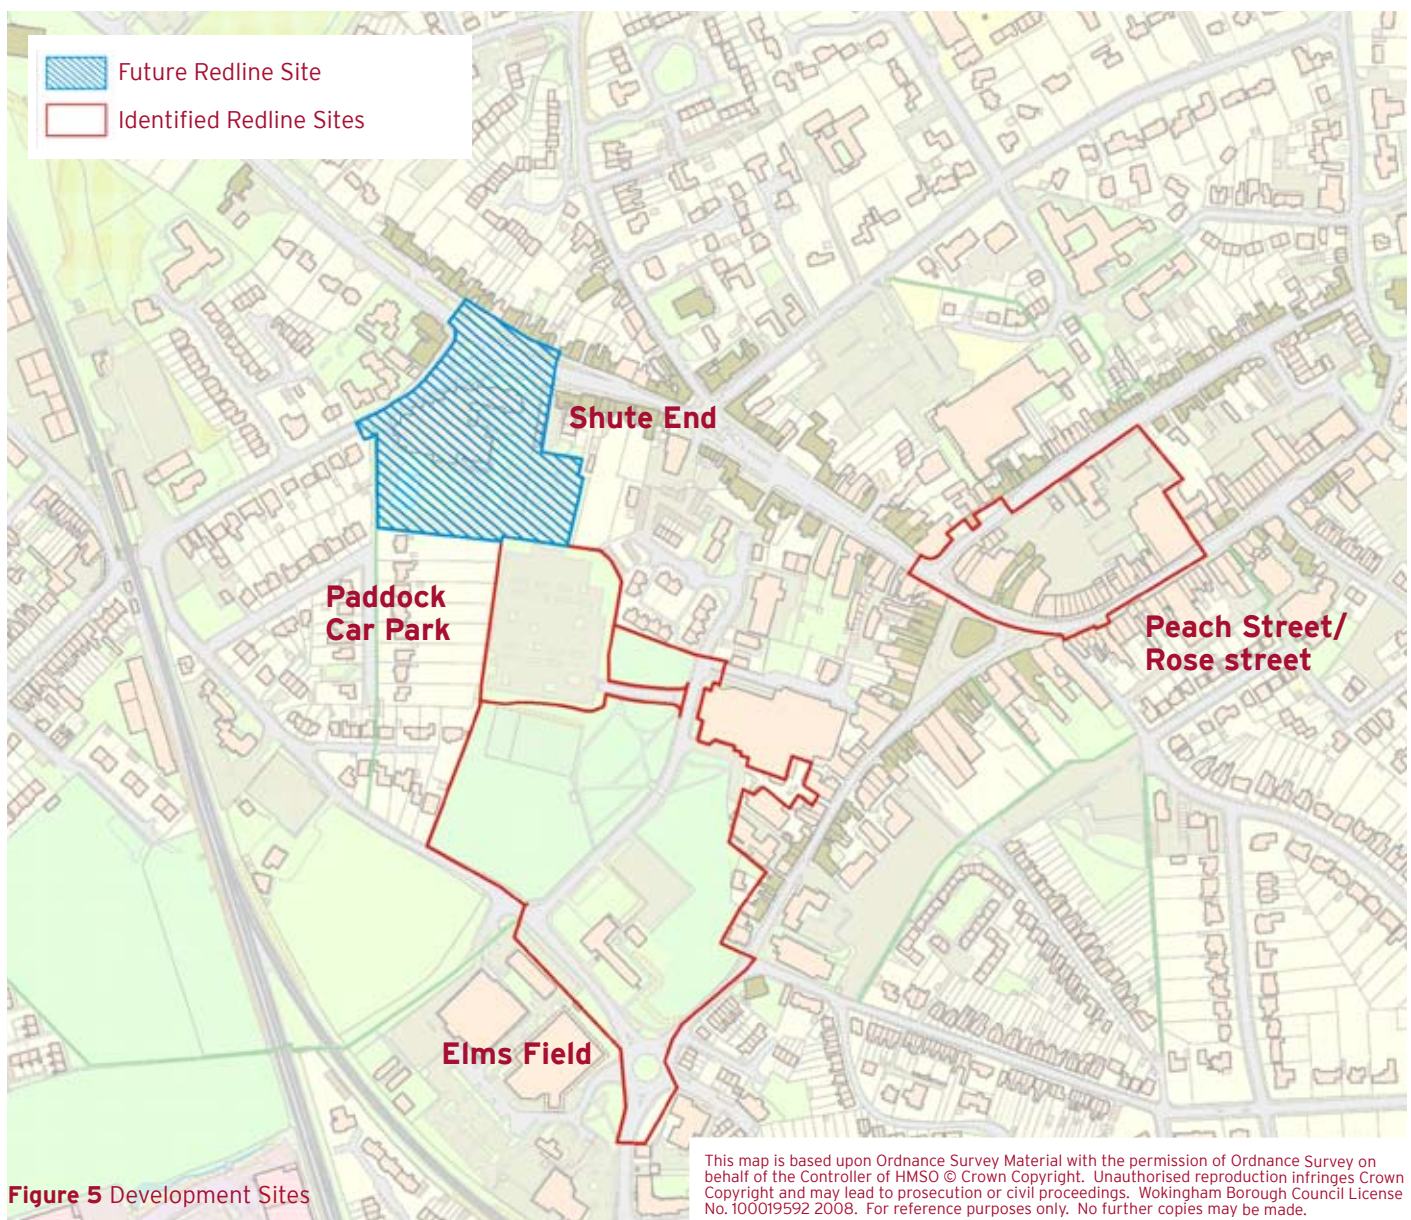 Future Redline Site
Identified Redline Sites
Shute End
Paddock
Car Park
Peach Street/
Rose street
Elms Field
Figure 5 Development Sites
This map is based upon Ordnance Survey Material with the permission of Ordnance Survey on
behalf of the Controller of HMSO © Crown Copyright. Unauthorised reproduction infringes Crown
Copyright and may lead to prosecution or civil proceedings. Wokingham Borough Council License
No. 100019592 2008. For reference purposes only. No further copies may be made.